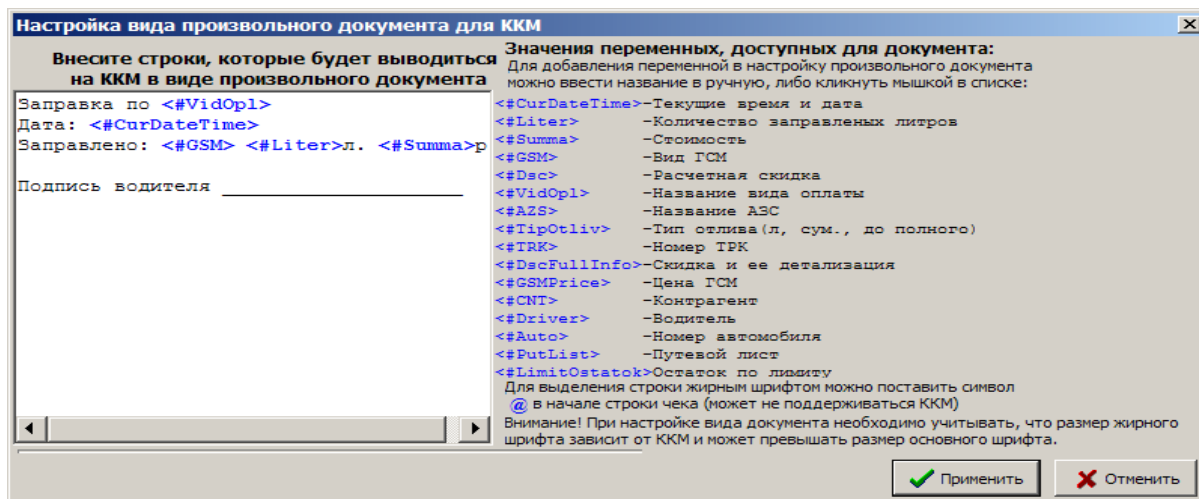 Настройка вида произвольного документа для ККМ
Внесите строки, которые будет выводиться
на ККМ в виде произвольного документа
Заправка по <#VidOpl>
Дата: <#CurDateTime>
Заправлено: <#GSM> <#Liter>л. <#Summa>р
Подпись водителя ____________________
Значения переменных, доступных для документа:
Для добавления переменной в настройку произвольного документа
можно ввести название в ручную, либо кликнуть мышкой в списке:
<#CurDateTime>-Текущие время и дата
<#Liter> -Количество заправленых литров
<#Summa> -Стоимость
<#GSM> -Вид ГСМ
<#Dsc> -Расчетная скидка
<#VidOpl> -Название вида оплаты
<#AZS> -Название АЗС
<#TipOtliv> -Тип отлива(л, сум., до полного)
<#TRK> -Номер ТРК
<#DscFullInfo>-Скидка и ее детализация
<#GSMPrice> -Цена ГСМ
<#CNT> -Контрагент
<#Driver> -Водитель
<#Auto> -Номер автомобиля
<#PutList> -Путевой лист
<#LimitOstatok>Остаток по лимиту
Для выделения строки жирным шрифтом можно поставить символ
@ в начале строки чека (может не поддерживаться ККМ)
Внимание! При настройке вида документа необходимо учитывать, что размер жирного
шрифта зависит от ККМ и может превышать размер основного шрифта.
Применить
Отменить